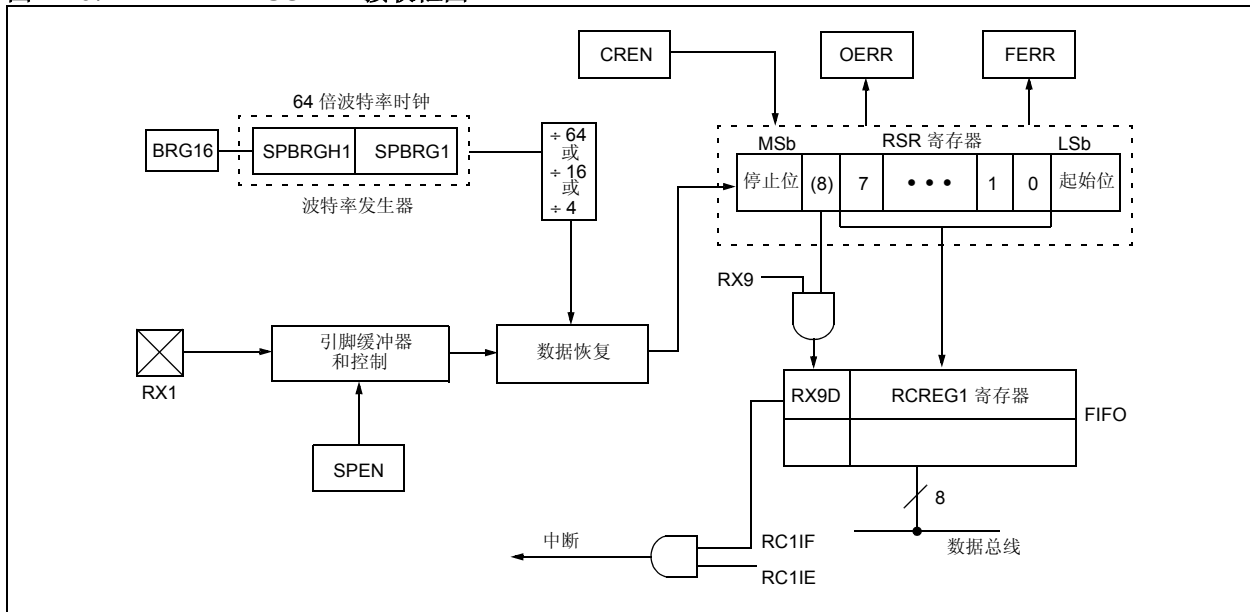 CREN
OERR
FERR
64 倍波特率时钟
BRG16
SPBRGH1
SPBRG1
波特率发生器
÷ 64
或
÷ 16
或
÷ 4
MSb
RSR 寄存器
LSb
停止位
(8)
7
• • •
1
0
起始位
RX9
RX1
引脚缓冲器
和控制
数据恢复
SPEN
RX9D
RCREG1 寄存器
FIFO
8
数据总线
中断
RC1IF
RC1IE